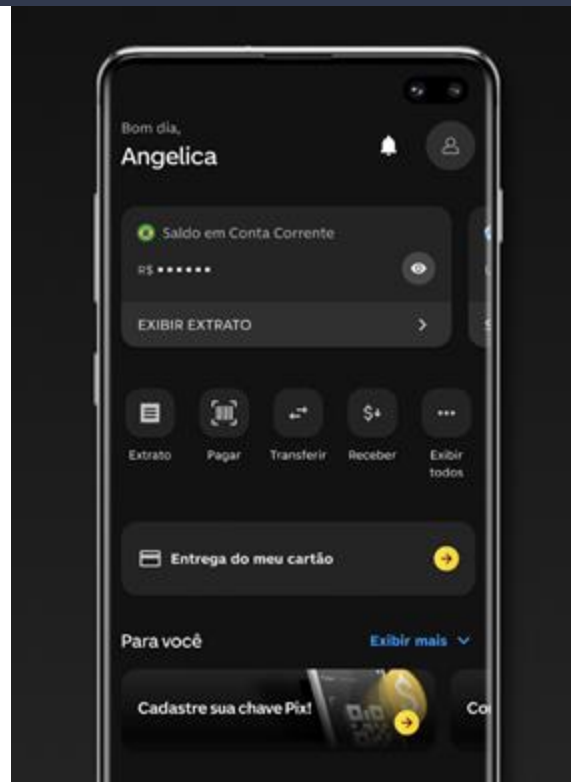 Bom dia,
Angelica
Saldo em Conta Corrente
R$ ••••••
EXIBIR EXTRATO
Extrato
Pagar
Transferir
Receber
Exibir
todos
Entrega do meu cartão
Para você
Exibir mais
Cadastre sua chave Pix!